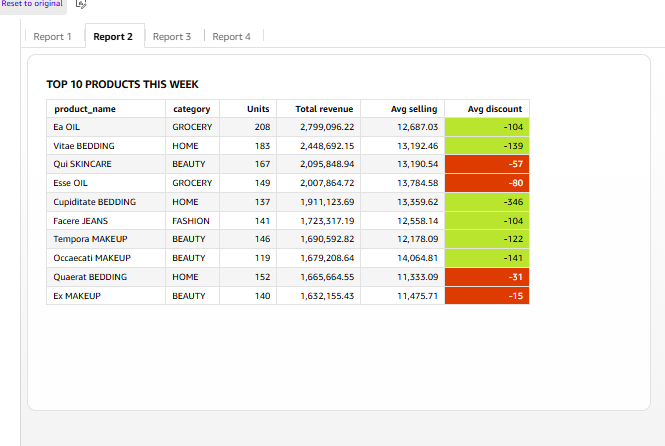 Reset to original
Report 1 Report 2 Report 3 Report 4
TOP 10 PRODUCTS THIS WEEK
product_name category Units Total revenue Avg selling Avg discount
Ea OIL GROCERY 208 2,799,096.22 12,687.03 -104
Vitae BEDDING HOME 183 2,448,692.15 13,192.46 -139
Qui SKINCARE BEAUTY 167 2,095,848.94 13,190.54 -57
Esse OIL GROCERY 149 2,007,864.72 13,784.58 -80
Cupiditate BEDDING HOME 137 1,911,123.69 13,359.62 -346
Facere JEANS FASHION 141 1,723,317.19 12,558.14 -104
Tempora MAKEUP BEAUTY 146 1,690,592.82 12,178.09 -122
Occaecati MAKEUP BEAUTY 119 1,679,208.64 14,064.81 -141
Quaerat BEDDING HOME 152 1,665,664.55 11,333.09 -31
Ex MAKEUP BEAUTY 140 1,632,155.43 11,475.71 -15